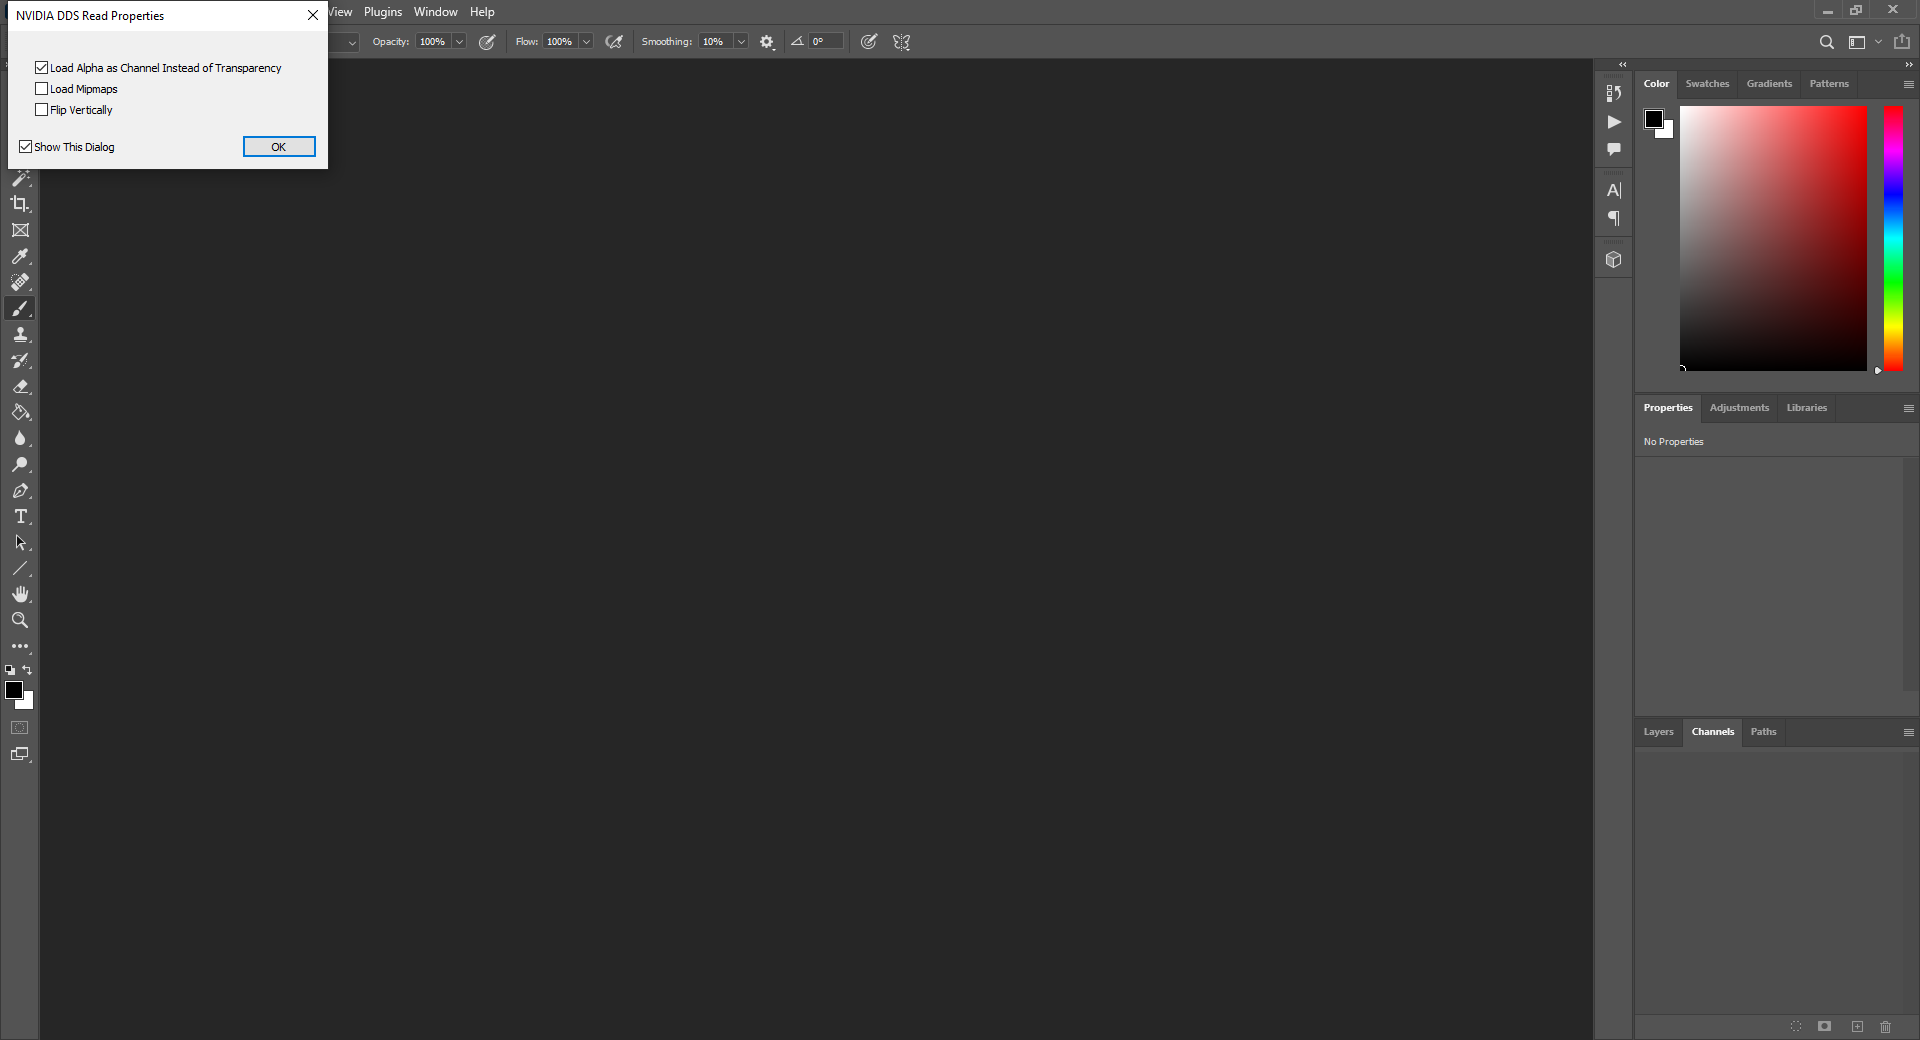 NVIDIA DDS Read Properties
View Plugins Window Help
Opacity: 100% Flow: 100% Smoothing: 10% 0°
Load Alpha as Channel Instead of Transparency
Load Mipmaps
Flip Vertically
Show This Dialog OK
Color Swatches Gradients Patterns
Properties Adjustments Libraries
No Properties
Layers Channels Paths